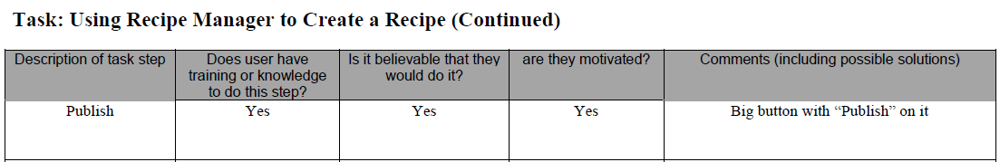 Task: Using Recipe Manager to Create a Recipe (Continued)
Description of task step
Does user have
training or knowledge
to do this step?
Is it believable that they
would do it?
are they motivated?
Comments (including possible solutions)
Publish
Yes
Yes
Yes
Big button with “Publish” on it